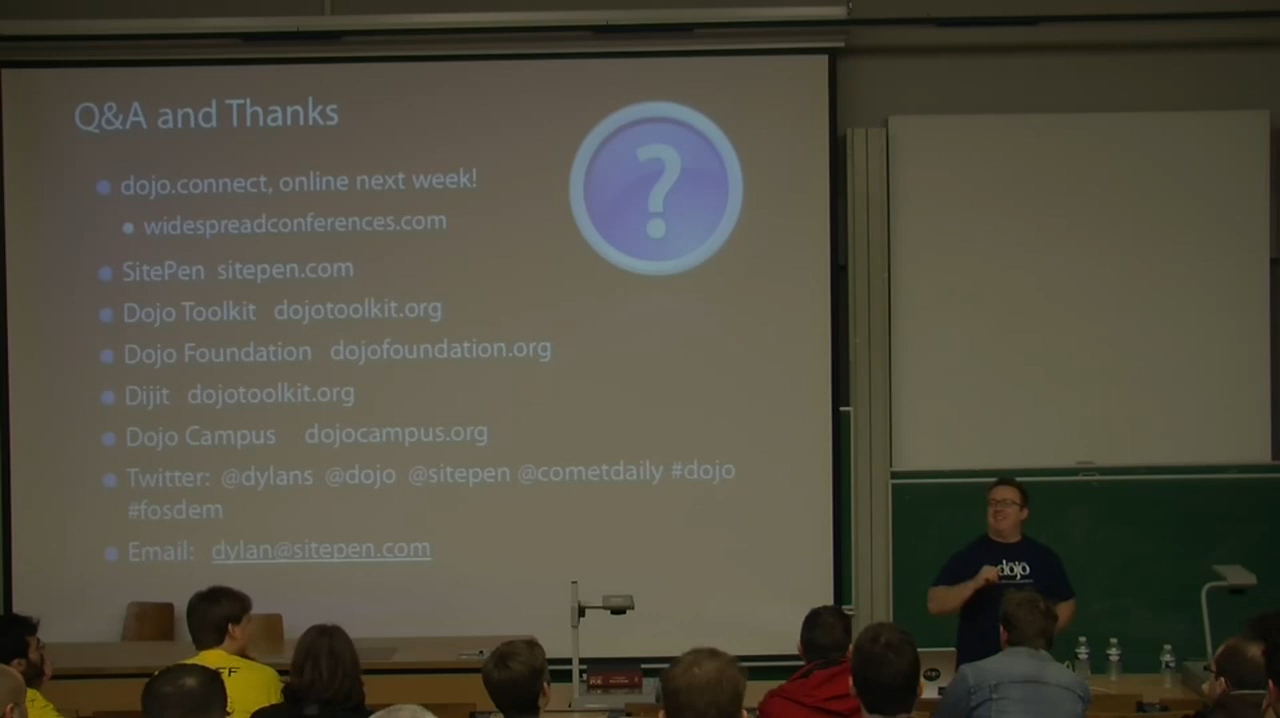 Q&A and Thanks
?
dojo.connect, online next week!
widespreadconferences.com
SitePen sitepen.com
Dojo Toolkit dojotoolkit.org
Dojo Foundation dojofoundation.org
Dijit dojotoolkit.org
Dojo Campus dojocampus.org
Twitter: @dylans @dojo @sitepen @cometdaily #dojo
#fosdem
Email: dylan@sitepen.com
dojo
FF